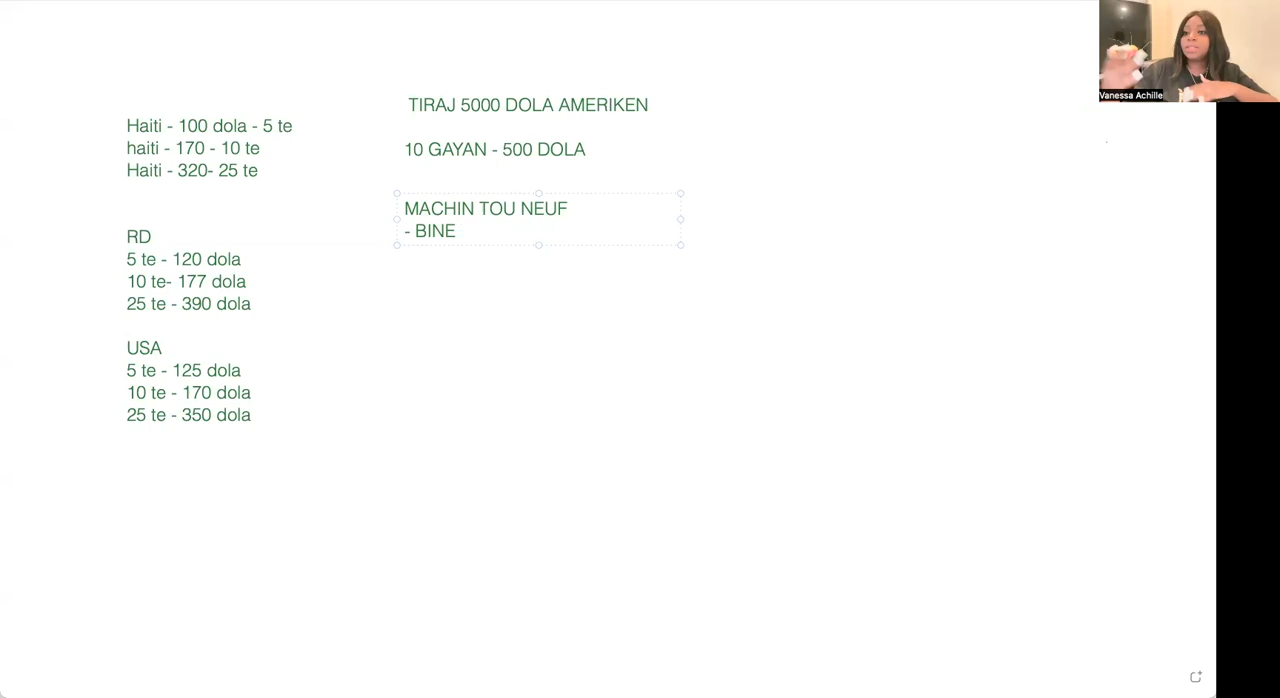 Haiti - 100 dola - 5 te
haiti - 170 - 10 te
Haiti - 320- 25 te
RD
5 te - 120 dola
10 te- 177 dola
25 te - 390 dola
USA
5 te - 125 dola
10 te - 170 dola
25 te - 350 dola
TIRAJ 5000 DOLA AMERIKEN
10 GAYAN - 500 DOLA
MACHIN TOU NEUF
- BINE
Vanessa Achille